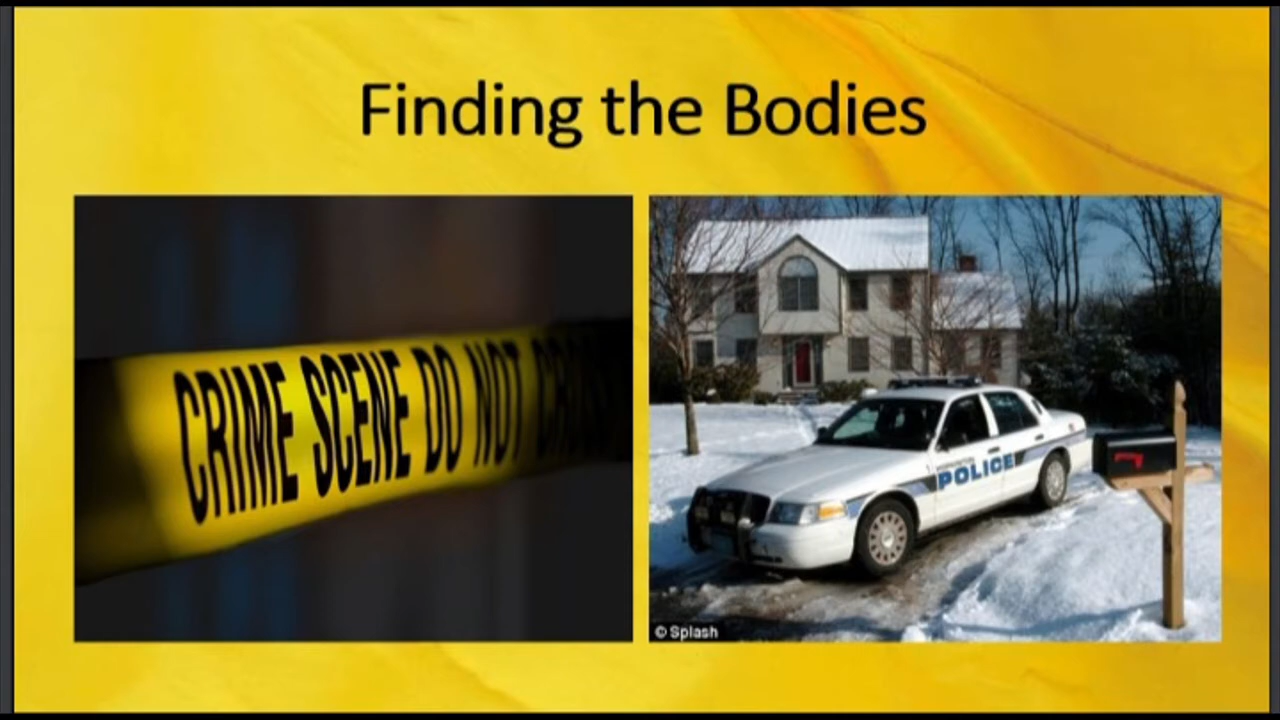 Finding the Bodies
CRIME SCENE DO NOT
POLICE
© Splash